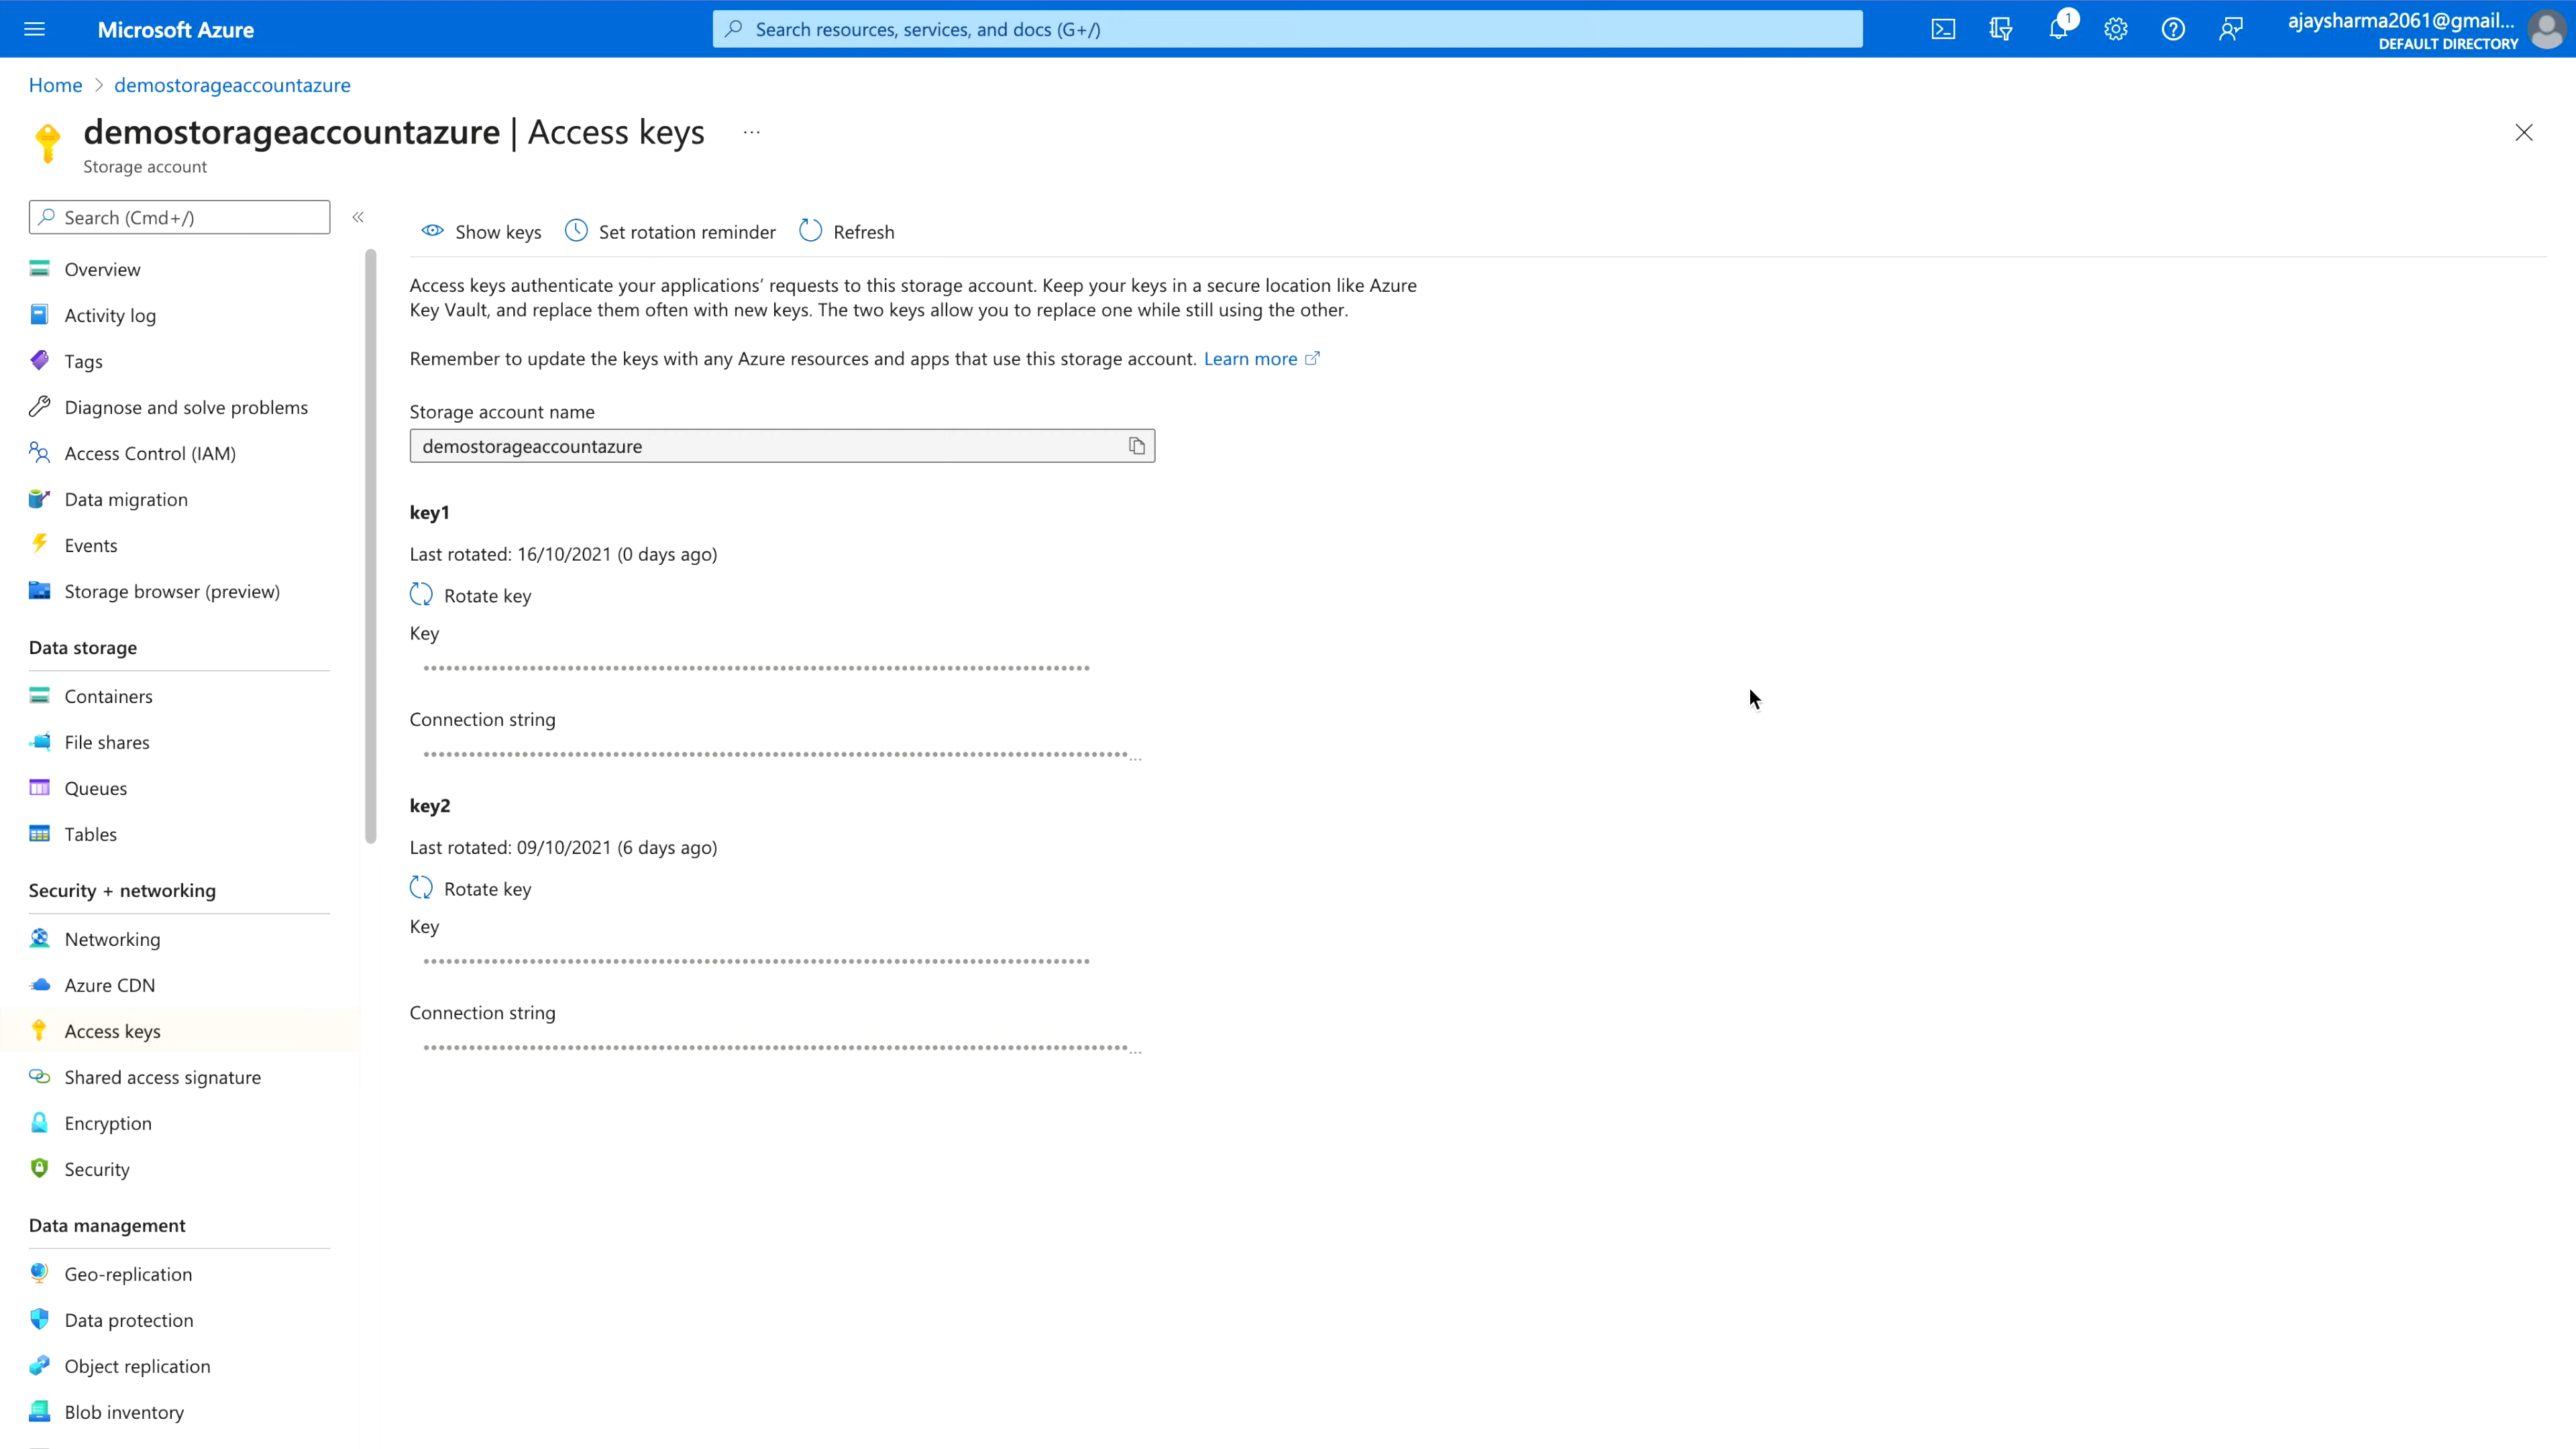 Microsoft Azure
Search resources, services, and docs (G+/)
1
ajaysharma2061@gmail...
DEFAULT DIRECTORY
Home > demostorageaccountazure
demostorageaccountazure | Access keys ...
Storage account
Search (Cmd+/)
«
Overview
Activity log
Tags
Diagnose and solve problems
Access Control (IAM)
Data migration
Events
Storage browser (preview)
Data storage
Containers
File shares
Queues
Tables
Security + networking
Networking
Azure CDN
Access keys
Shared access signature
Encryption
Security
Data management
Geo-replication
Data protection
Object replication
Blob inventory
Show keys
Set rotation reminder
Refresh
Access keys authenticate your applications’ requests to this storage account. Keep your keys in a secure location like Azure
Key Vault, and replace them often with new keys. The two keys allow you to replace one while still using the other.
Remember to update the keys with any Azure resources and apps that use this storage account. Learn more
Storage account name
demostorageaccountazure
key1
Last rotated: 16/10/2021 (0 days ago)
Rotate key
Key
Connection string
key2
Last rotated: 09/10/2021 (6 days ago)
Rotate key
Key
Connection string